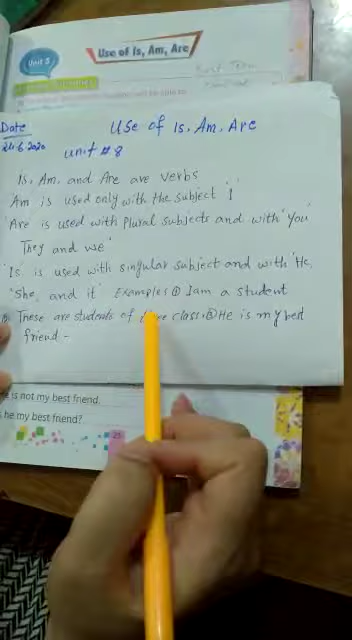 Unit 5
Use of Is, Am, Are
First Term
Date
Use of Is, Am, Are
24.6.2020
Unit # 8
Is, Am, and Are are verbs
'Am is used only with the subject 'I
'Are is used with Plural subjects and with 'You'
They and we'
'Is' is used with singular subject and with 'He,
'She, and it' Examples ① I am a student
② These are students of class. ③ He is my best
friend -
e is not my best friend.
s he my best friend?
25